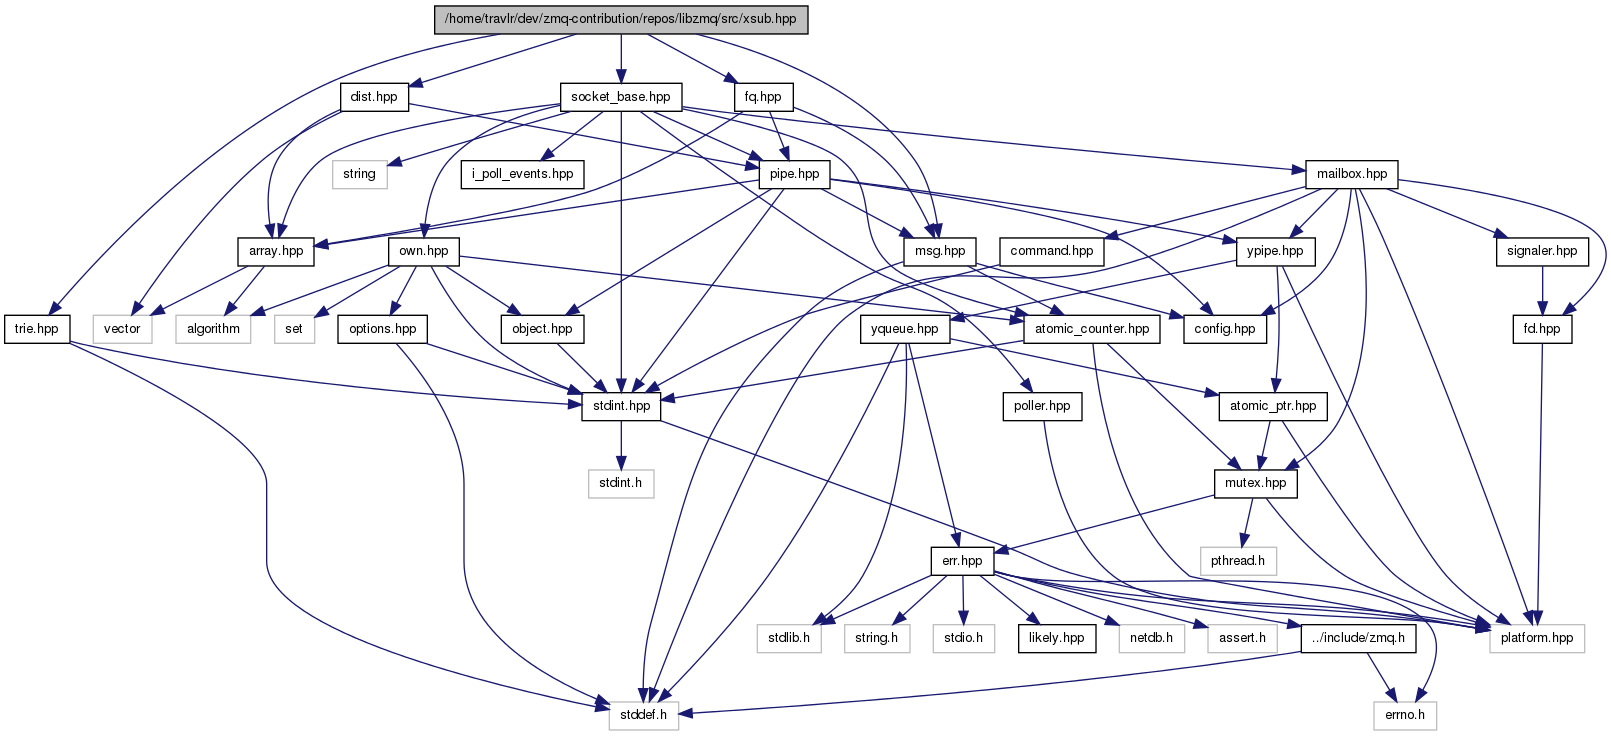 /home/travlr/dev/zmq-contribution/repos/libzmq/src/xsub.hpp
dist.hpp
socket_base.hpp
fq.hpp
string
i_poll_events.hpp
pipe.hpp
mailbox.hpp
array.hpp
own.hpp
msg.hpp
command.hpp
ypipe.hpp
signaler.hpp
trie.hpp
vector
algorithm
set
options.hpp
object.hpp
yqueue.hpp
atomic_counter.hpp
config.hpp
fd.hpp
stdint.hpp
poller.hpp
atomic_ptr.hpp
stdint.h
mutex.hpp
err.hpp
pthread.h
stdlib.h
string.h
stdio.h
likely.hpp
netdb.h
assert.h
../include/zmq.h
platform.hpp
stddef.h
errno.h